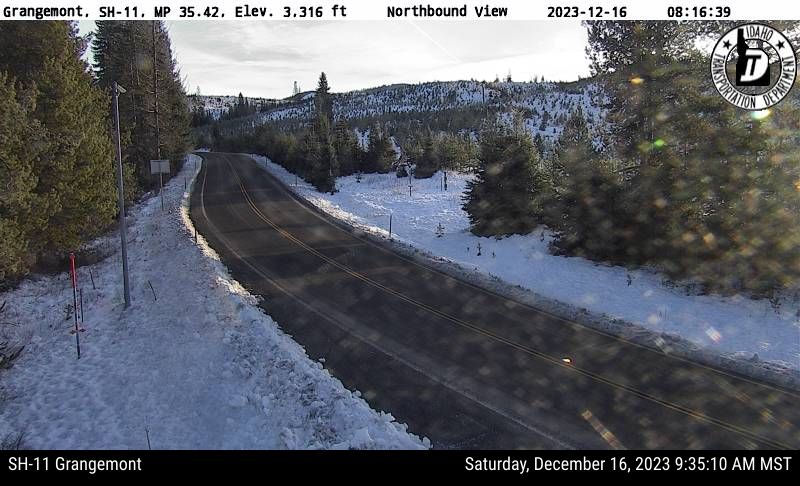 Grangemont, SH-11, MP 35.42, Elev. 3,316 ft Northbound View 2023-12-16 08:16:39
IDAHO
TRANSPORTATION DEPARTMENT
SH-11 Grangemont Saturday, December 16, 2023 9:35:10 AM MST